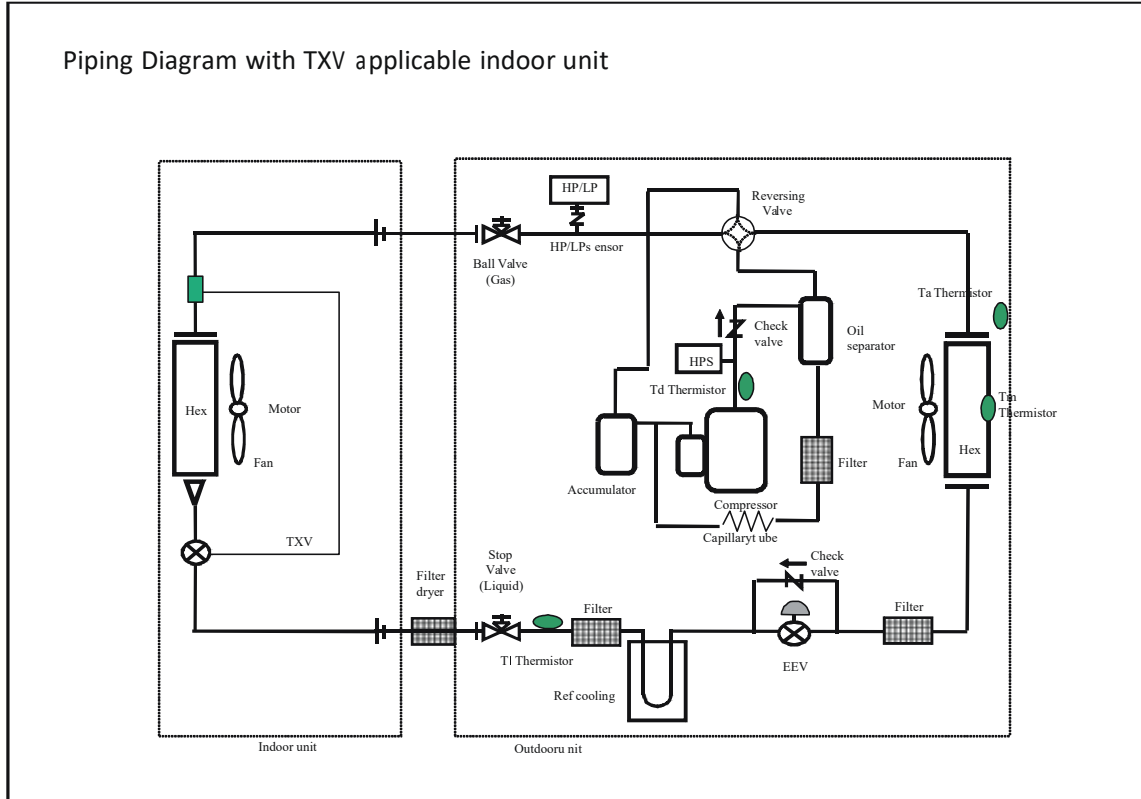 Piping Diagram with TXV applicable indoor unit
HP/LP
Reversing
Valve
HP/LPs ensor
Ball Valve
(Gas)
Ta Thermistor
Check
valve
Oil
separator
HPS
Td Thermistor
Hex
Motor
Fan
Motor
Tm
Thermistor
Fan
Hex
Filter
Accumulator
Compressor
Capillaryt ube
TXV
Stop
Valve
(Liquid)
Filter
dryer
Check
valve
Filter
Filter
Tl Thermistor
EEV
Ref cooling
Indoor unit
Outdooru nit